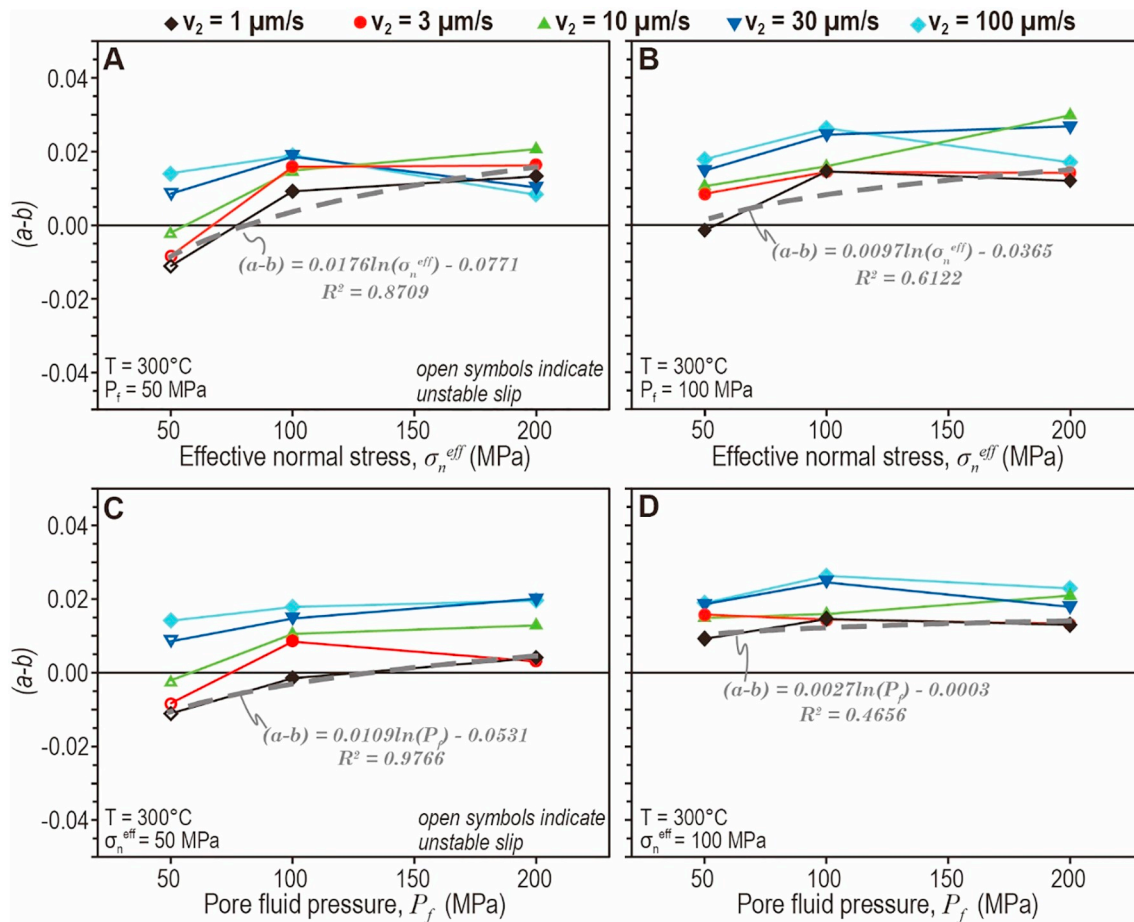 v₂ = 1 µm/s v₂ = 3 µm/s v₂ = 10 µm/s v₂ = 30 µm/s v₂ = 100 µm/s
A
0.04
0.02
0.00
-0.02
-0.04
(a-b)
(a-b) = 0.0176ln(σₙᵉᶠᶠ) - 0.0771
R² = 0.8709
T = 300°C
P_f = 50 MPa
open symbols indicate
unstable slip
50 100 150 200
Effective normal stress, σₙᵉᶠᶠ (MPa)
B
(a-b) = 0.0097ln(σₙᵉᶠᶠ) - 0.0365
R² = 0.6122
T = 300°C
P_f = 100 MPa
50 100 150 200
Effective normal stress, σₙᵉᶠᶠ (MPa)
C
0.04
0.02
0.00
-0.02
-0.04
(a-b)
(a-b) = 0.0109ln(P_f) - 0.0531
R² = 0.9766
T = 300°C
σₙᵉᶠᶠ = 50 MPa
open symbols indicate
unstable slip
50 100 150 200
Pore fluid pressure, P_f (MPa)
D
(a-b) = 0.0027ln(P_f) - 0.0003
R² = 0.4656
T = 300°C
σₙᵉᶠᶠ = 100 MPa
50 100 150 200
Pore fluid pressure, P_f (MPa)